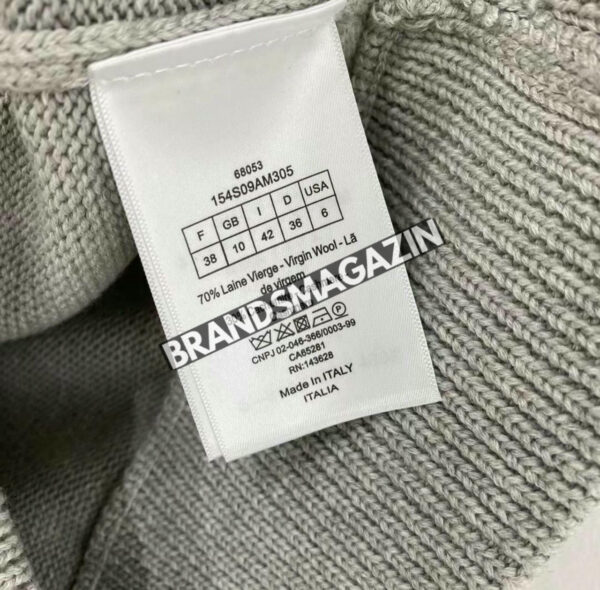 68053
154S09AM305
F GB I D USA
38 10 42 36 6
70% Laine Vierge - Virgin Wool - Lã
de virgem
BRANDSMAGAZIN
CNPJ 02-046-366/0003-99
CA65281
RN:143628
Made In ITALY
ITALIA